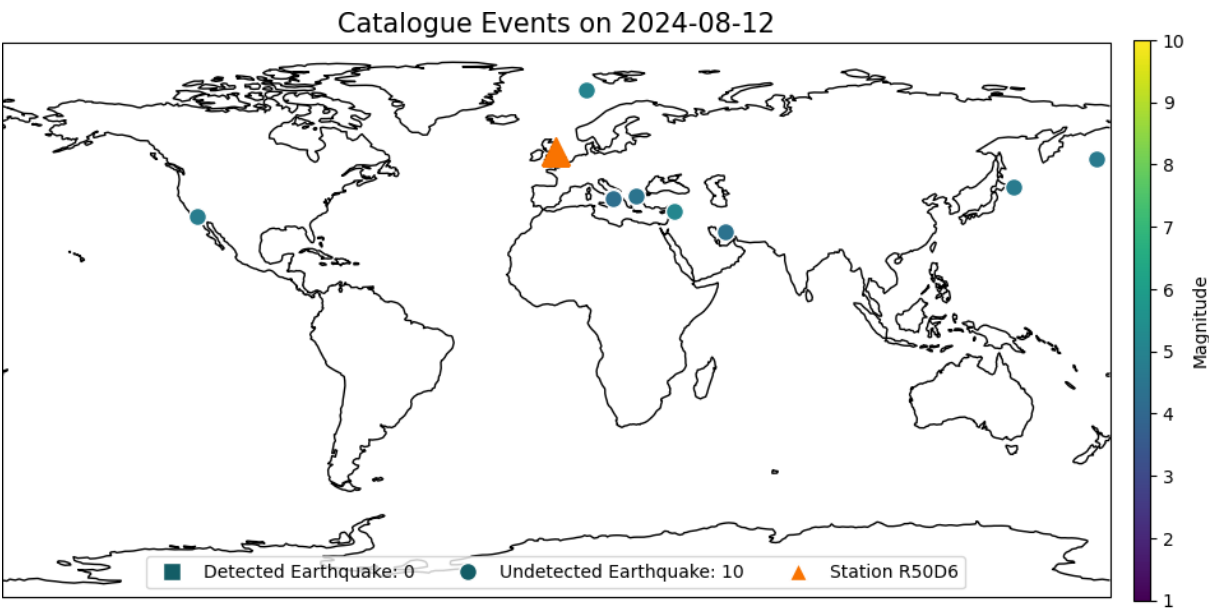 Catalogue Events on 2024-08-12
10
9
8
7
6
5
4
3
2
1
Magnitude
Detected Earthquake: 0
Undetected Earthquake: 10
Station R50D6